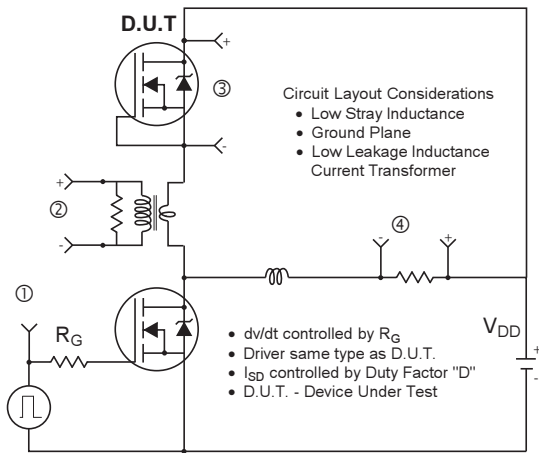 D.U.T
+
③
-
Circuit Layout Considerations
• Low Stray Inductance
• Ground Plane
• Low Leakage Inductance
Current Transformer
+
②
-
④
-
+
①
RG
• dv/dt controlled by RG
• Driver same type as D.U.T.
• ISD controlled by Duty Factor "D"
• D.U.T. - Device Under Test
VDD
+
-